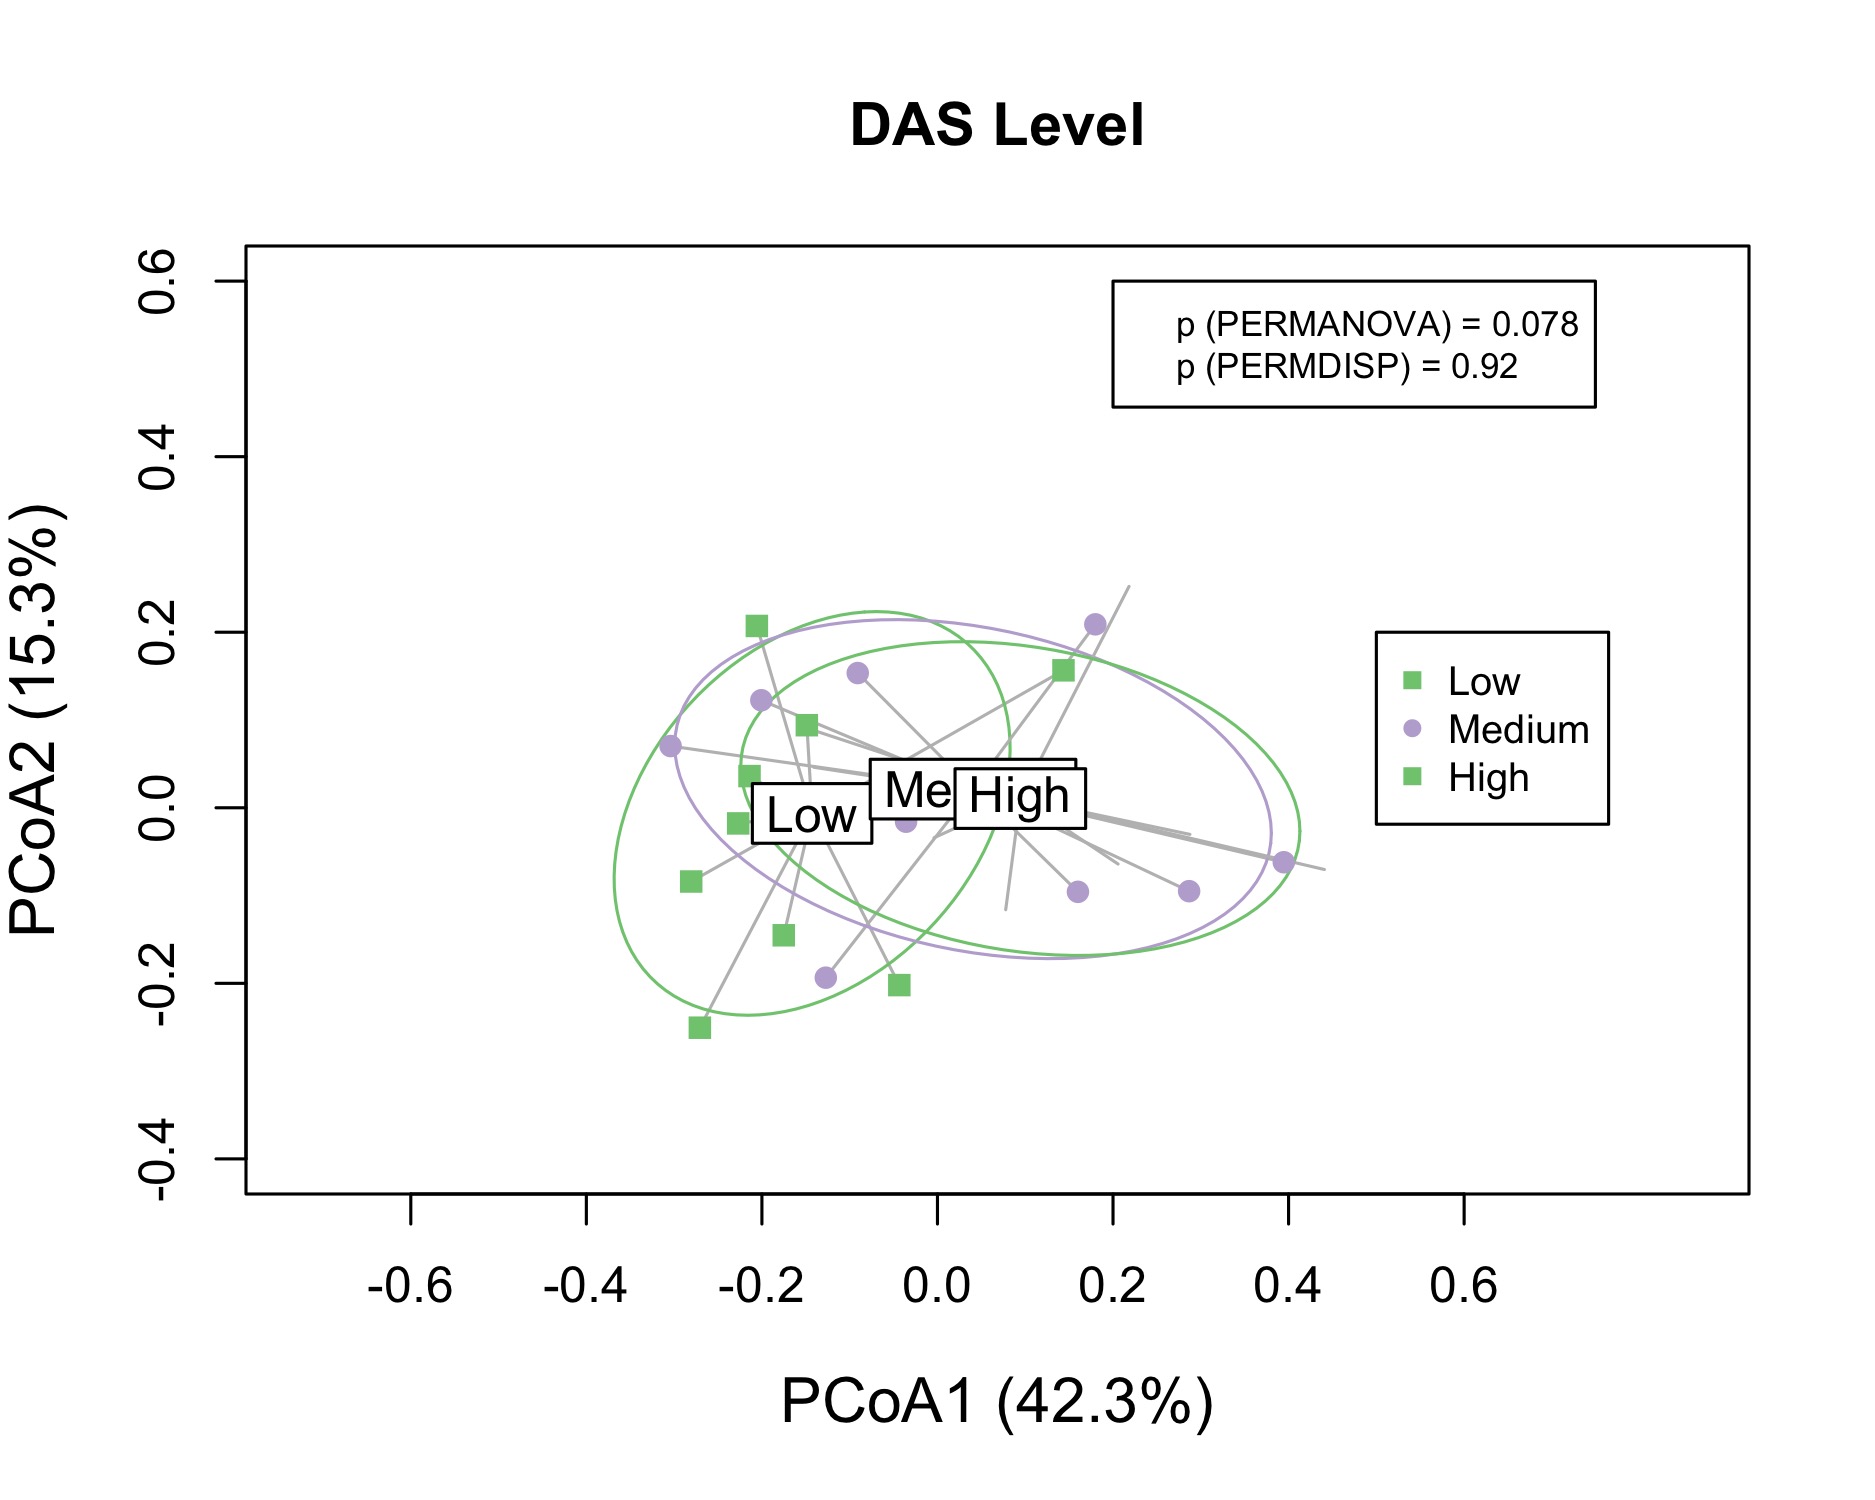 DAS Level
p (PERMANOVA) = 0.078
p (PERMDISP) = 0.92
PCoA2 (15.3%)
0.6
0.4
0.2
0.0
-0.2
-0.4
Low
Me
High
Low
Medium
High
-0.6 -0.4 -0.2 0.0 0.2 0.4 0.6
PCoA1 (42.3%)